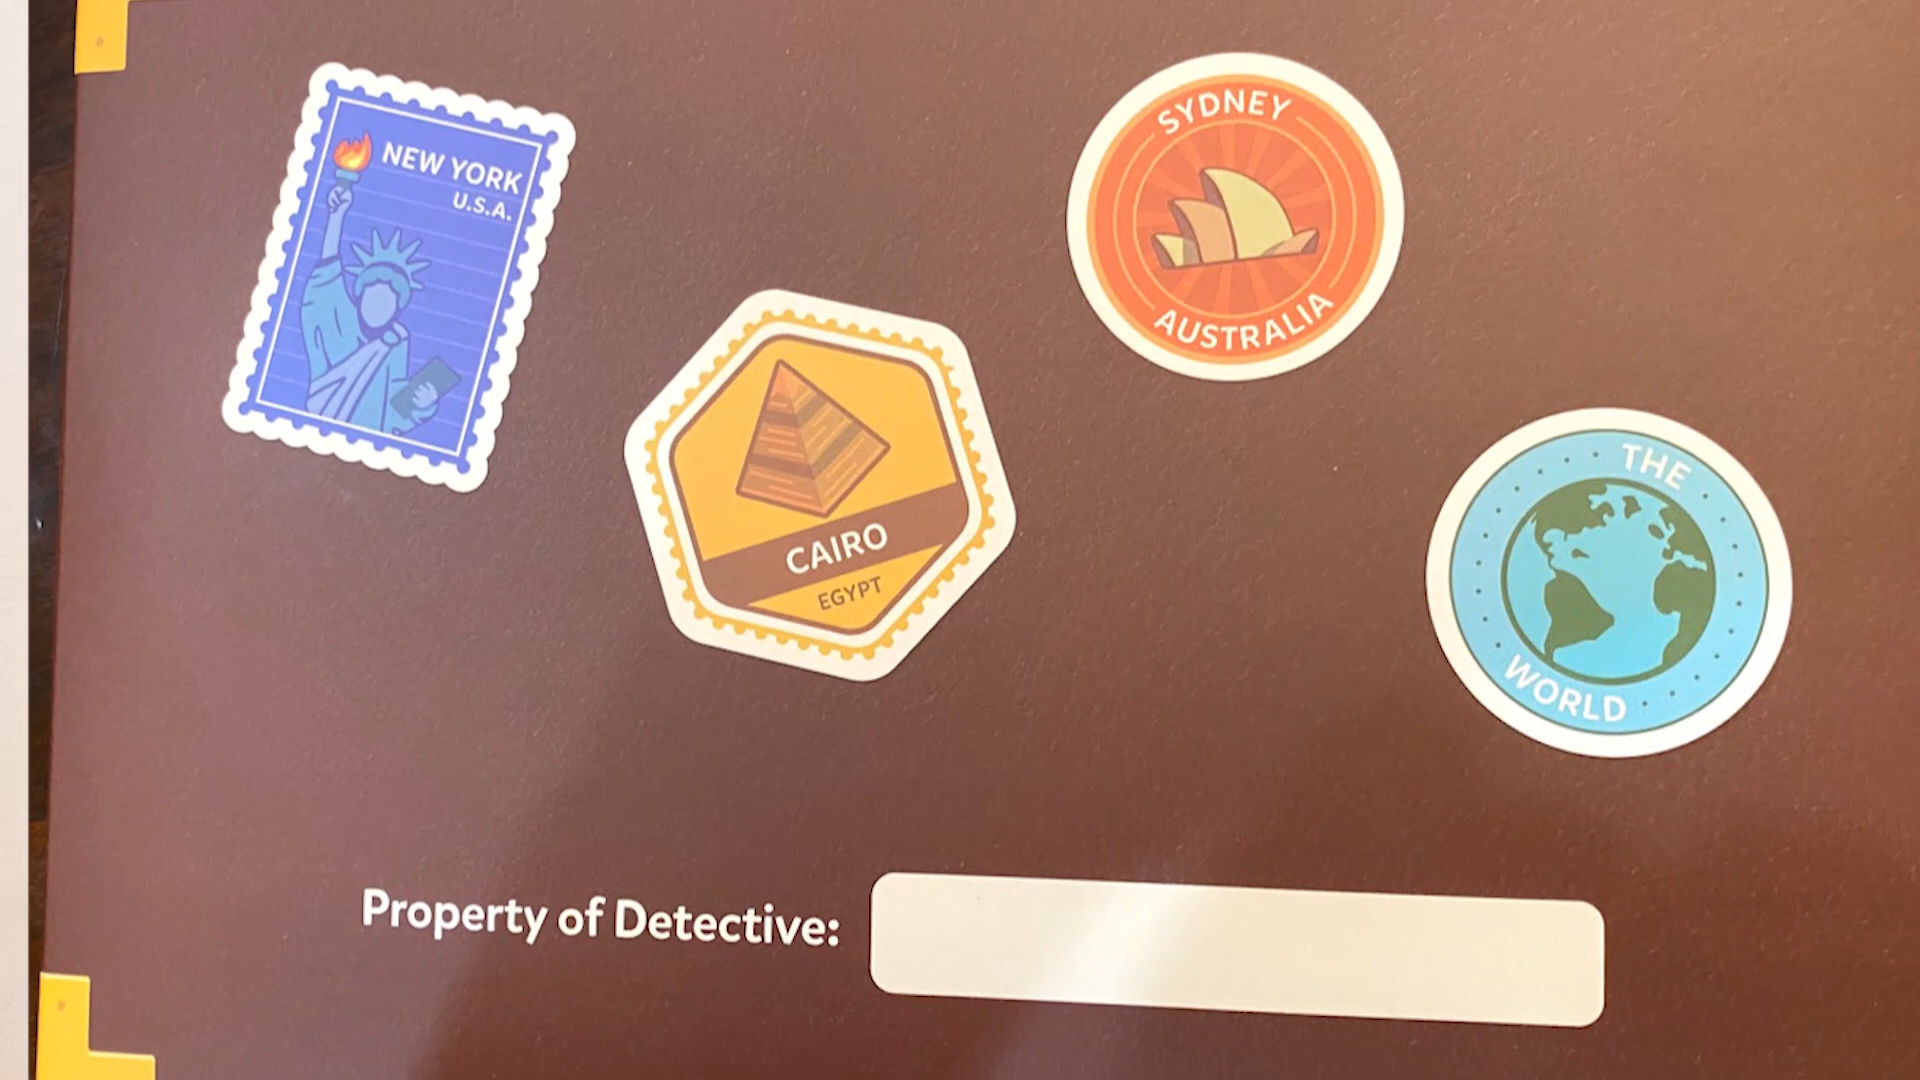 NEW YORK
U.S.A.
SYDNEY
AUSTRALIA
CAIRO
EGYPT
THE
WORLD
Property of Detective: